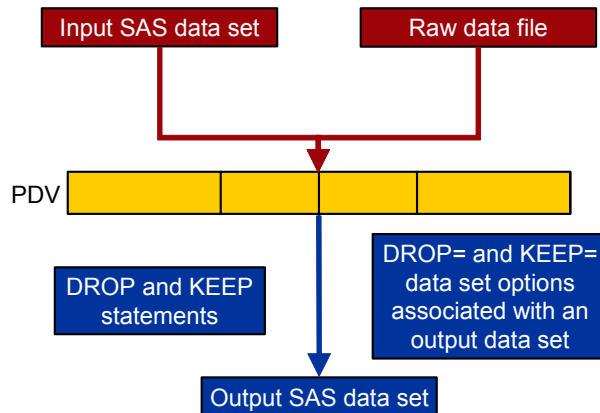 Input SAS data set
Raw data file
PDV
DROP and KEEP
statements
DROP= and KEEP=
data set options
associated with an
output data set
Output SAS data set